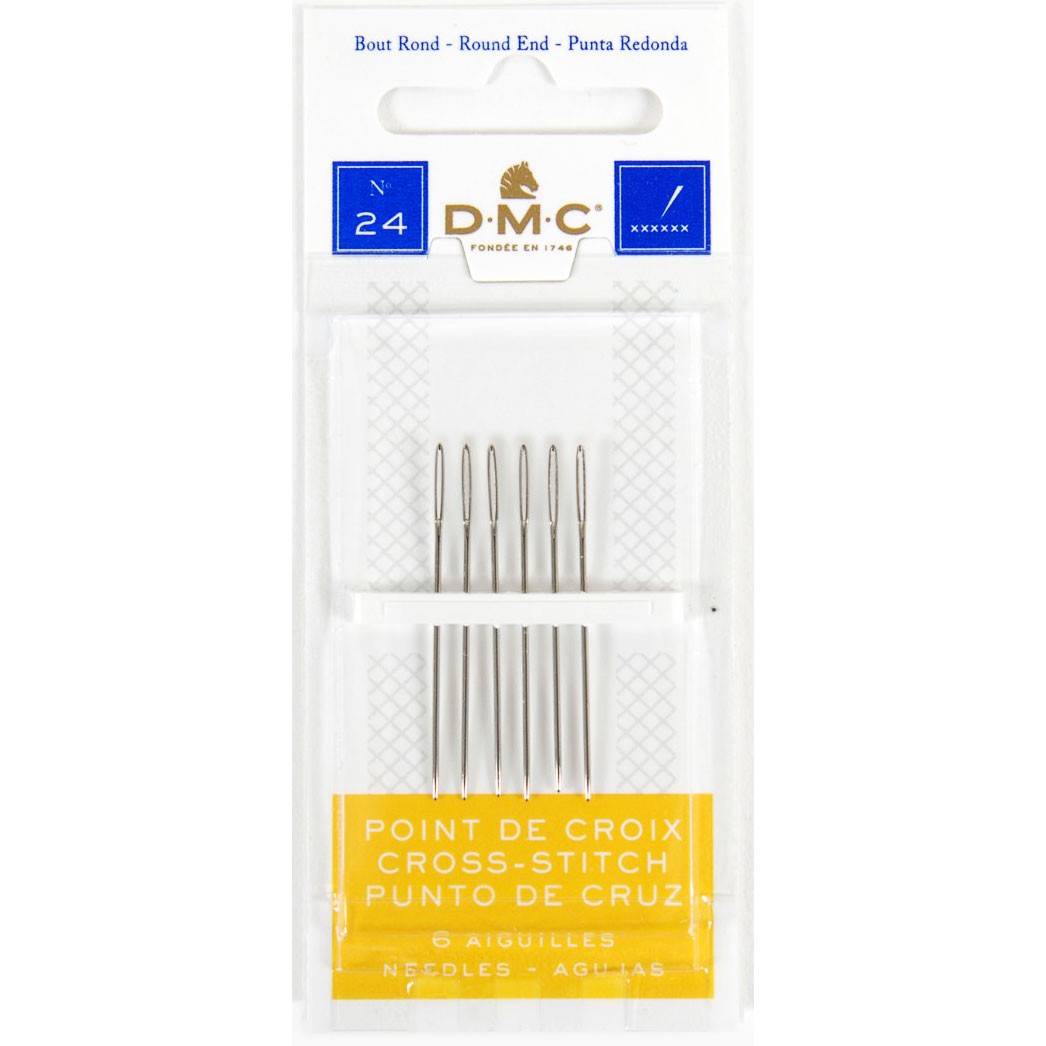 Bout Rond - Round End - Punta Redonda
Nº
24
D·M·C®
FONDÉE EN 1746
xxxxxx
POINT DE CROIX
CROSS-STITCH
PUNTO DE CRUZ
6 AIGUILLES
NEEDLES - AGUJAS